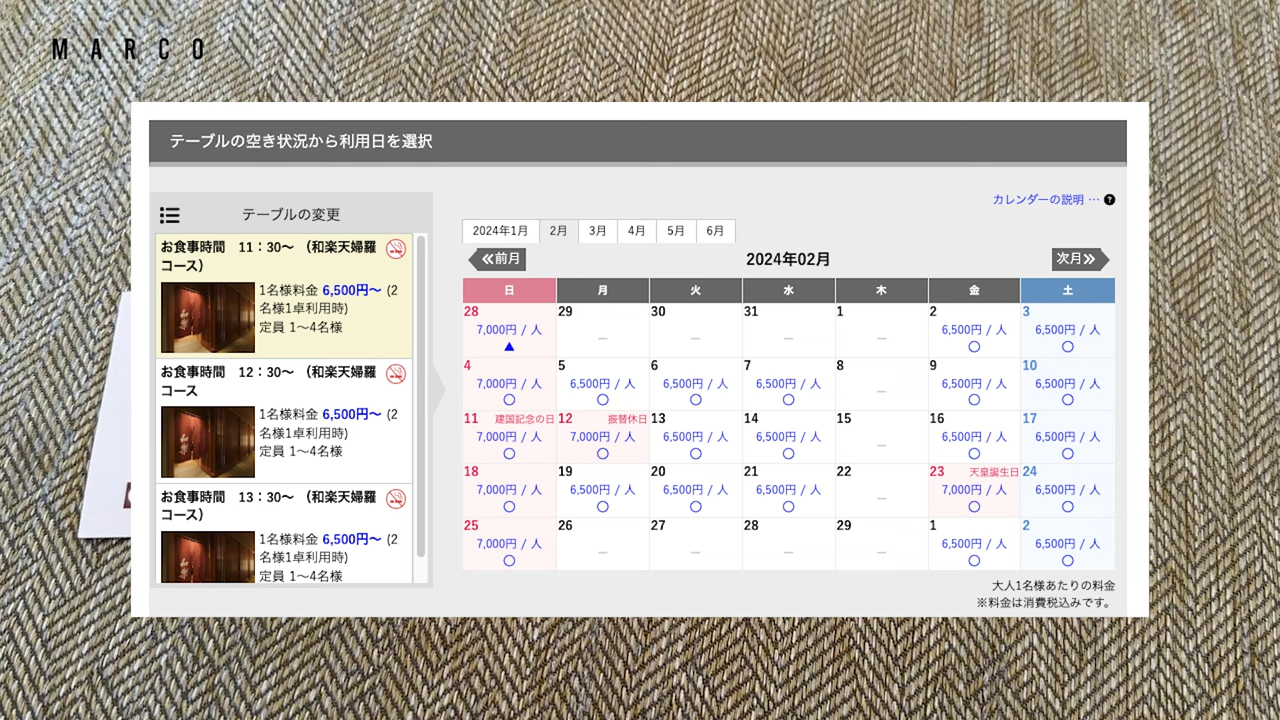 MARCO
テーブルの空き状況から利用日を選択
テーブルの変更
お食事時間 11：30〜 （和楽天婦羅
コース）
1名様料金 6,500円〜 (2
名様1卓利用時)
定員 1〜4名様
お食事時間 12：30〜 （和楽天婦羅
コース
1名様料金 6,500円〜 (2
名様1卓利用時)
定員 1〜4名様
お食事時間 13：30〜 （和楽天婦羅
コース）
1名様料金 6,500円〜 (2
名様1卓利用時)
定員 1〜4名様
カレンダーの説明 … ?
2024年1月 2月 3月 4月 5月 6月
≪前月 2024年02月 次月≫
日 月 火 水 木 金 土
28 29 30 31 1 2 3
7,000円 / 人 6,500円 / 人 6,500円 / 人
▲ － － － － ○ ○
4 5 6 7 8 9 10
7,000円 / 人 6,500円 / 人 6,500円 / 人 6,500円 / 人 － 6,500円 / 人 6,500円 / 人
○ ○ ○ ○ ○ ○
11 建国記念の日 12 振替休日 13 14 15 16 17
7,000円 / 人 7,000円 / 人 6,500円 / 人 6,500円 / 人 － 6,500円 / 人 6,500円 / 人
○ ○ ○ ○ ○ ○
18 19 20 21 22 23 天皇誕生日 24
7,000円 / 人 6,500円 / 人 6,500円 / 人 6,500円 / 人 － 7,000円 / 人 6,500円 / 人
○ ○ ○ ○ ○ ○
25 26 27 28 29 1 2
7,000円 / 人 6,500円 / 人 6,500円 / 人
○ － － － － ○ ○
大人1名様あたりの料金
※料金は消費税込みです。